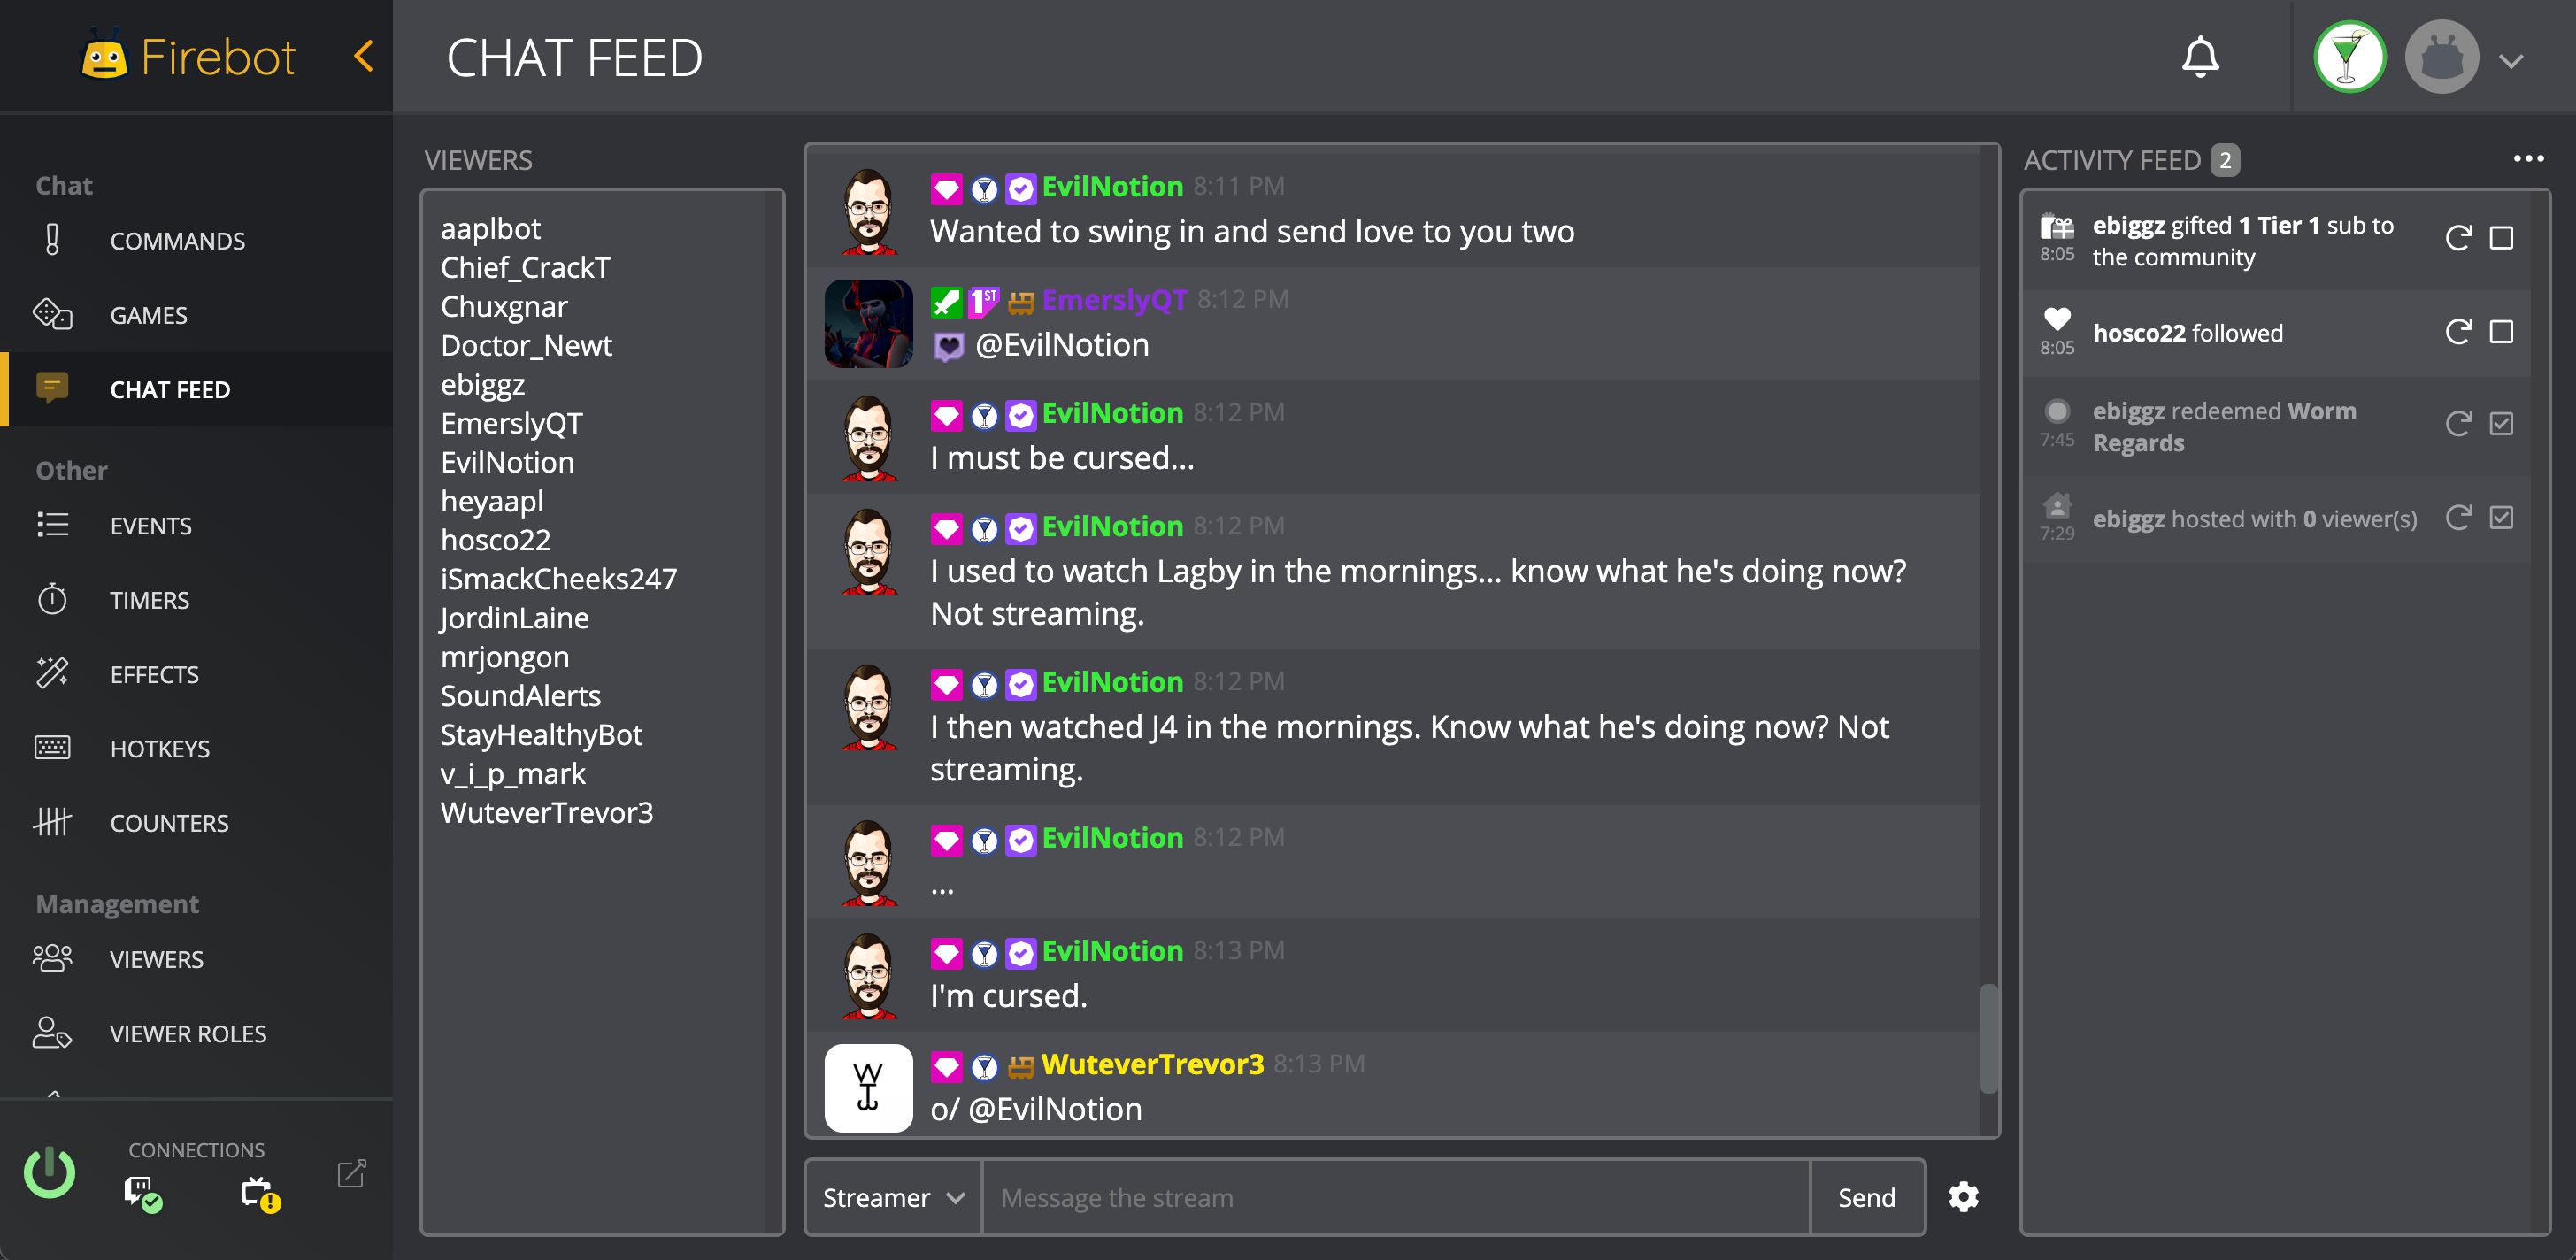 Firebot
CHAT FEED
Chat
COMMANDS
GAMES
CHAT FEED
Other
EVENTS
TIMERS
EFFECTS
HOTKEYS
COUNTERS
Management
VIEWERS
VIEWER ROLES
CONNECTIONS
VIEWERS
aaplbot
Chief_CrackT
Chuxgnar
Doctor_Newt
ebiggz
EmerslyQT
EvilNotion
heyaapl
hosco22
iSmackCheeks247
JordinLaine
mrjongon
SoundAlerts
StayHealthyBot
v_i_p_mark
WuteverTrevor3
EvilNotion 8:11 PM
Wanted to swing in and send love to you two
1ST EmerslyQT 8:12 PM
@EvilNotion
EvilNotion 8:12 PM
I must be cursed...
EvilNotion 8:12 PM
I used to watch Lagby in the mornings... know what he's doing now?
Not streaming.
EvilNotion 8:12 PM
I then watched J4 in the mornings. Know what he's doing now? Not
streaming.
EvilNotion 8:12 PM
...
EvilNotion 8:13 PM
I'm cursed.
WuteverTrevor3 8:13 PM
o/ @EvilNotion
Streamer
Message the stream
Send
ACTIVITY FEED 2
ebiggz gifted 1 Tier 1 sub to
the community
8:05
hosco22 followed
8:05
ebiggz redeemed Worm
Regards
7:45
ebiggz hosted with 0 viewer(s)
7:29